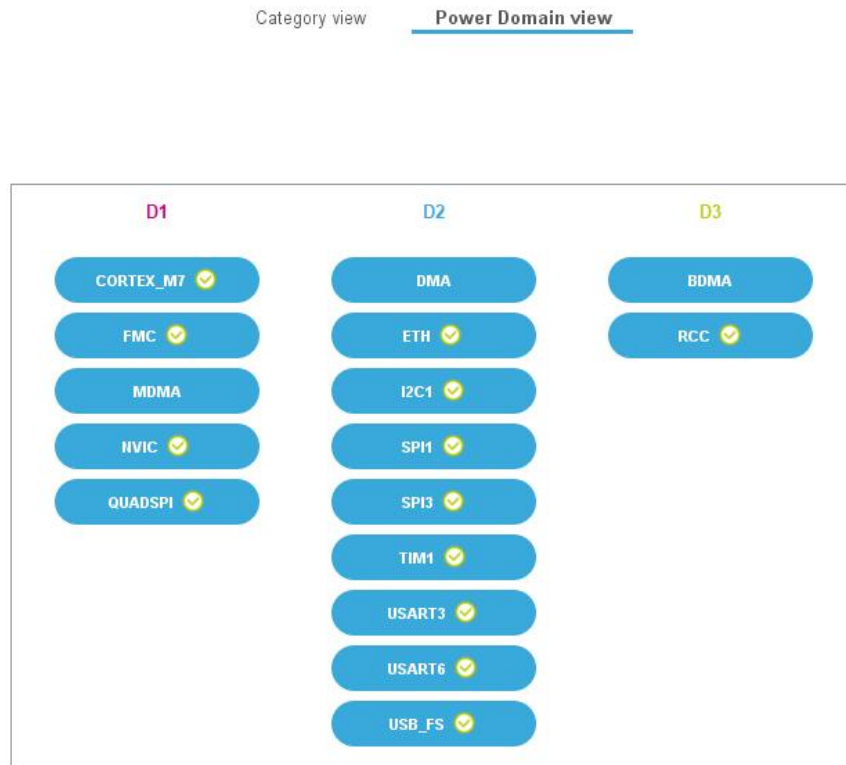 Category view
Power Domain view
D1
D2
D3
CORTEX_M7
DMA
BDMA
FMC
ETH
RCC
MDMA
I2C1
NVIC
SPI1
QUADSPI
SPI3
TIM1
USART3
USART6
USB_FS